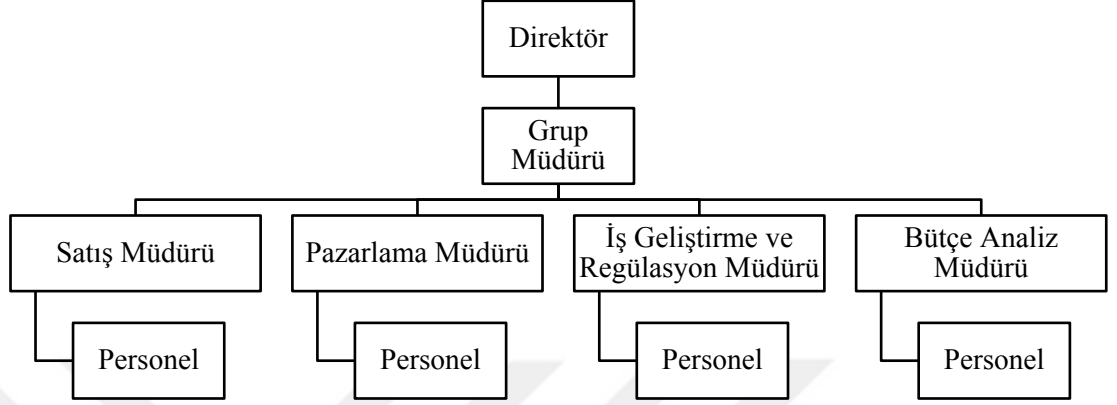 Direktör
Grup
Müdürü
Satış Müdürü
Pazarlama Müdürü
İş Geliştirme ve
Regülasyon Müdürü
Bütçe Analiz
Müdürü
Personel
Personel
Personel
Personel